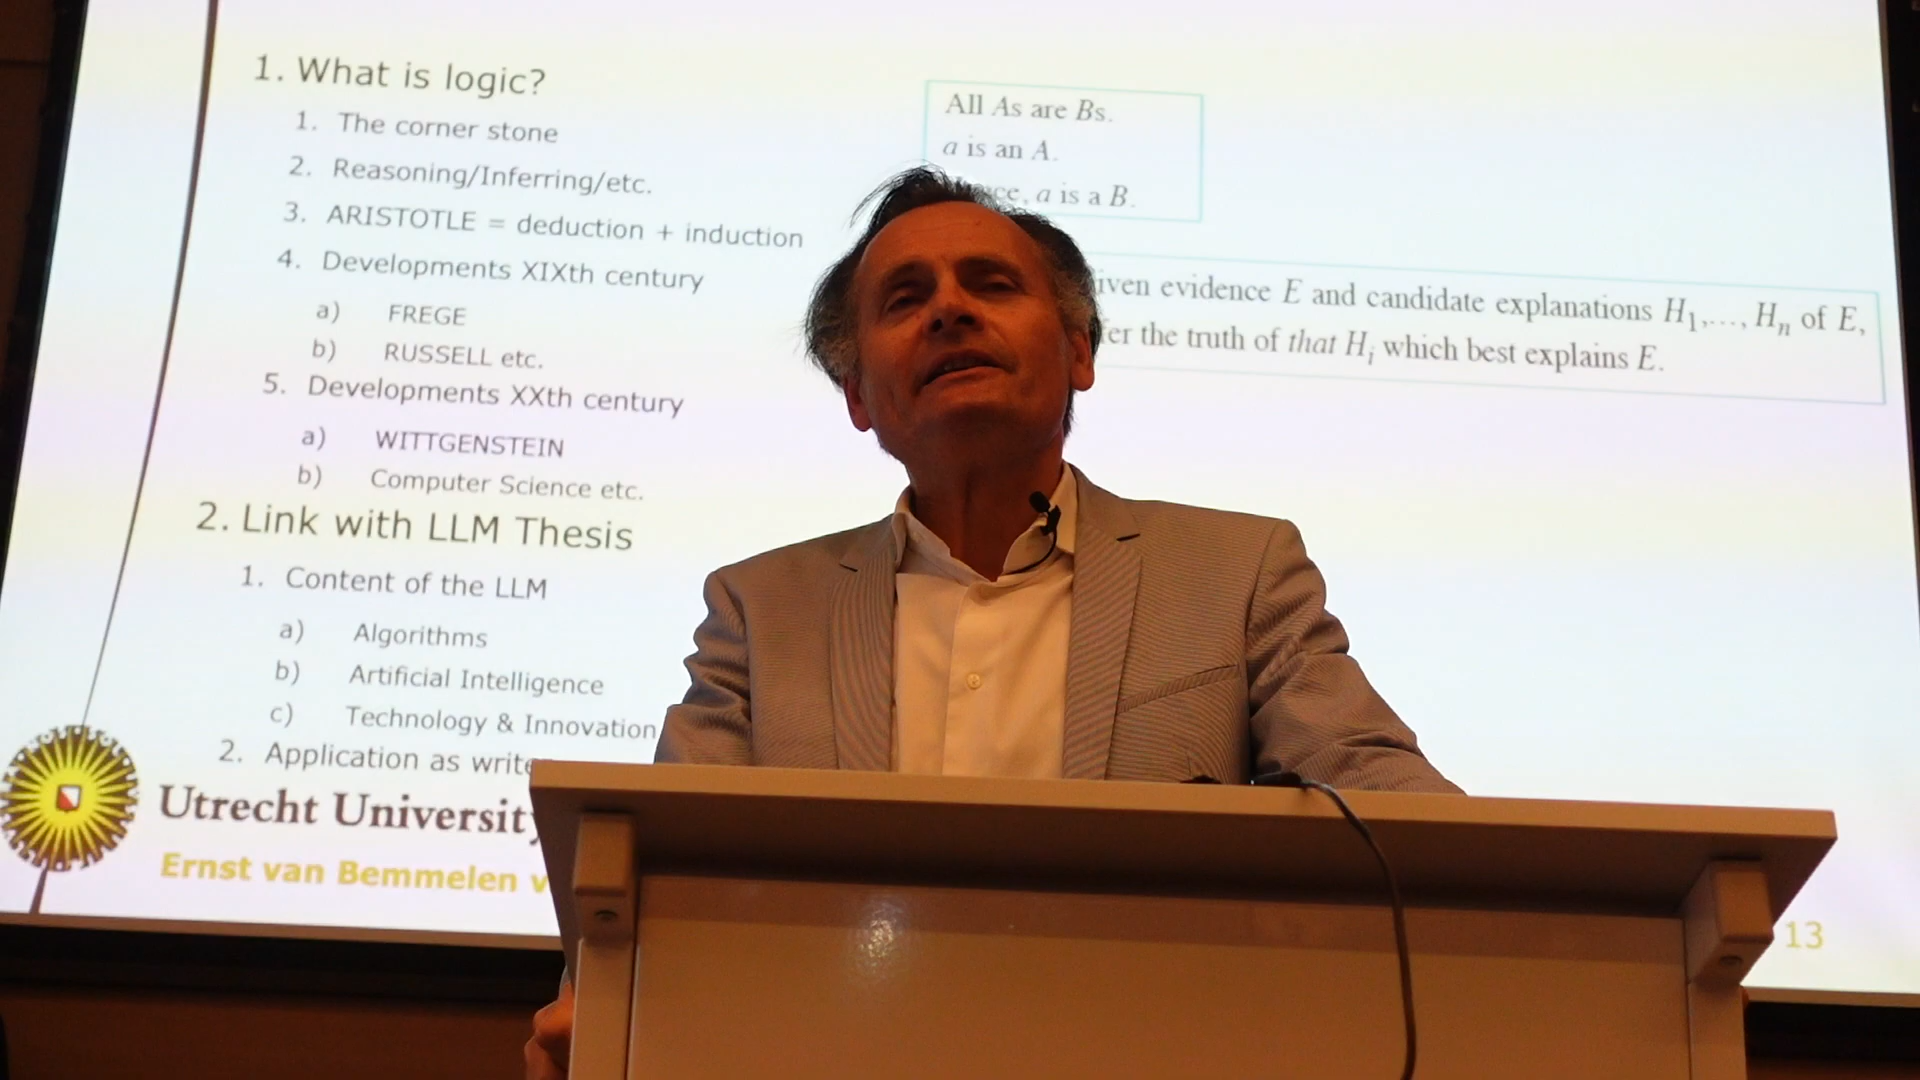 1. What is logic?
1. The corner stone
2. Reasoning/Inferring/etc.
3. ARISTOTLE = deduction + induction
4. Developments XIXth century
a) FREGE
b) RUSSELL etc.
5. Developments XXth century
a) WITTGENSTEIN
b) Computer Science etc.
2. Link with LLM Thesis
1. Content of the LLM
a) Algorithms
b) Artificial Intelligence
c) Technology & Innovation
2. Application as
Utrecht University
Ernst van Bemmelen v
All As are Bs.
a is an A.
a is a B.
evidence E and candidate explanations H1,..., Hn of E,
the truth of that Hi which best explains E.
13